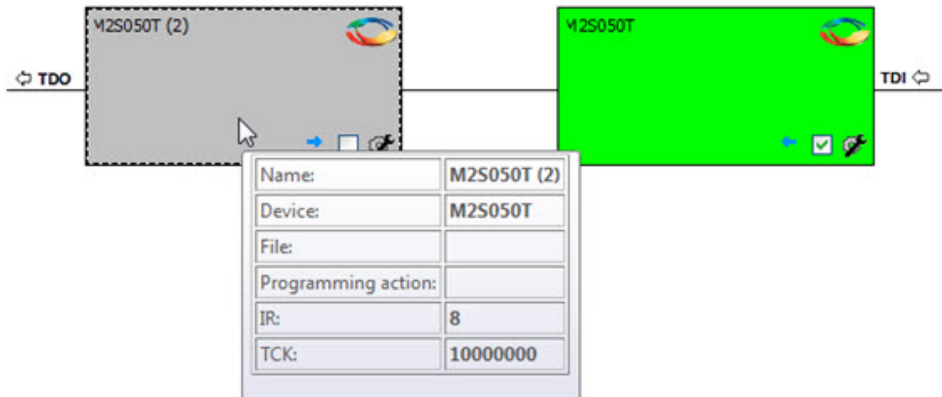 M2S050T (2)
M2S050T
TDO
TDI
Name: M2S050T (2)
Device: M2S050T
File:
Programming action:
IR: 8
TCK: 10000000